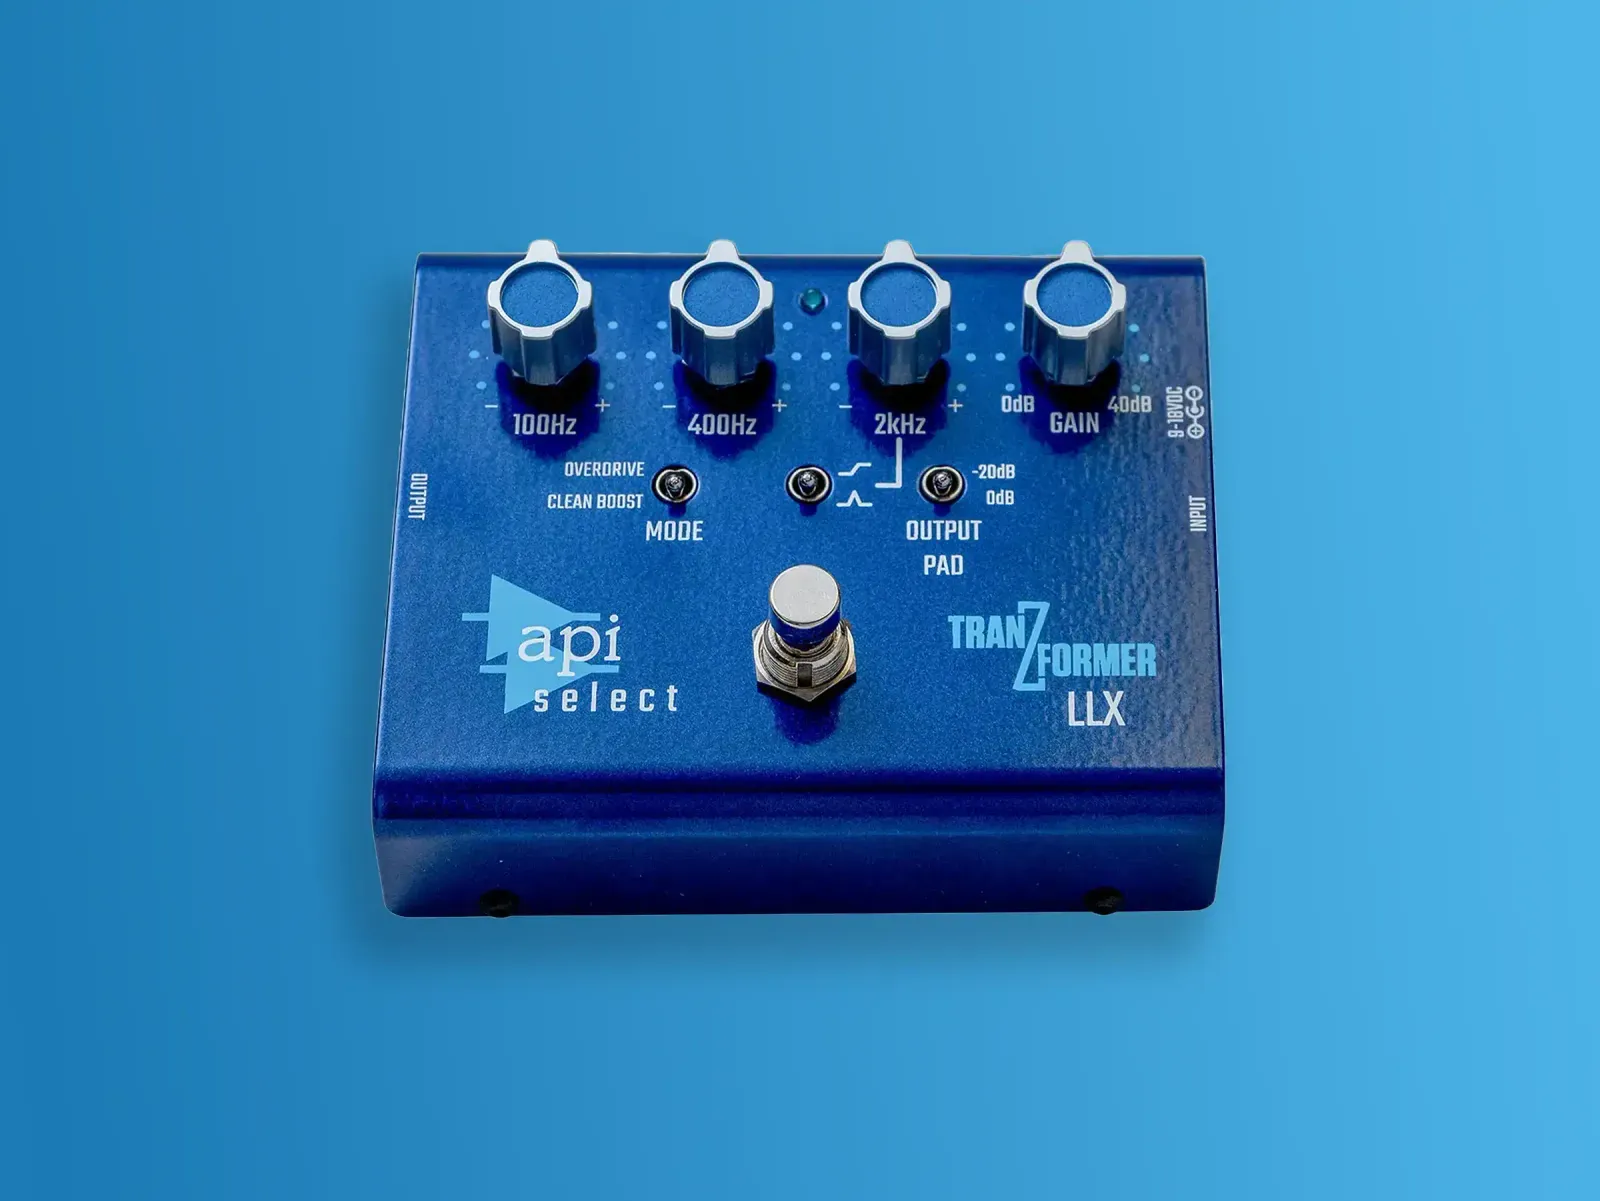 - 100Hz +
- 400Hz +
- 2kHz +
0dB GAIN 40dB
9-18VDC
OVERDRIVE
CLEAN BOOST
MODE
-20dB
0dB
OUTPUT
PAD
OUTPUT
INPUT
api
select
TRANZFORMER
LLX